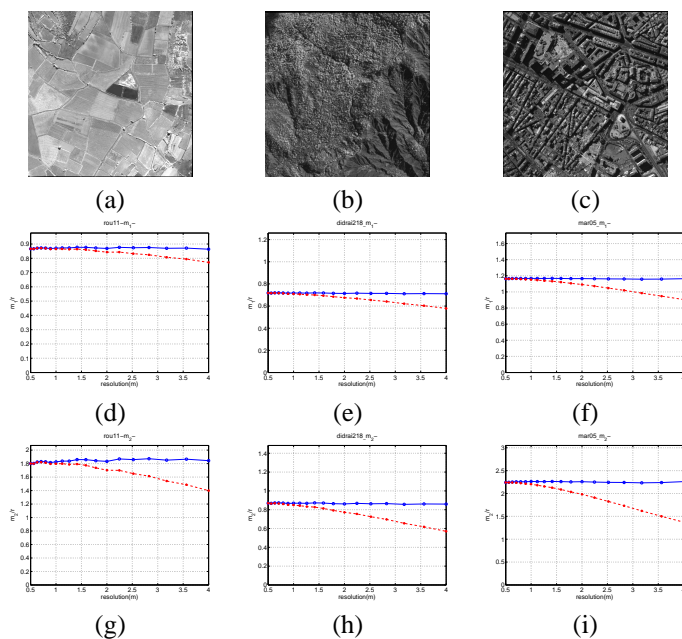 (a) (b) (c)
rou11−m1− didrai218_m1− mar05_m1−
m1/r m1/r m1/r
0.9 0.8 0.7 0.6 0.5 0.4 0.3 0.2 0.1 0
1.2 1 0.8 0.6 0.4 0.2 0
1.6 1.4 1.2 1 0.8 0.6 0.4 0.2 0
0.5 1 1.5 2 2.5 3 3.5 4 0.5 1 1.5 2 2.5 3 3.5 4 0.5 1 1.5 2 2.5 3 3.5 4
resolution(m) resolution(m) resolution(m)
(d) (e) (f)
rou11−m2− didrai218_m2− mar05_m2−
m2/r m2/r m2/r
2 1.8 1.6 1.4 1.2 1 0.8 0.6 0.4 0.2 0
1.4 1.2 1 0.8 0.6 0.4 0.2 0
3 2.5 2 1.5 1 0.5 0
0.5 1 1.5 2 2.5 3 3.5 4 0.5 1 1.5 2 2.5 3 3.5 4 0.5 1 1.5 2 2.5 3 3.5 4
resolution(m) resolution(m) resolution(m)
(g) (h) (i)